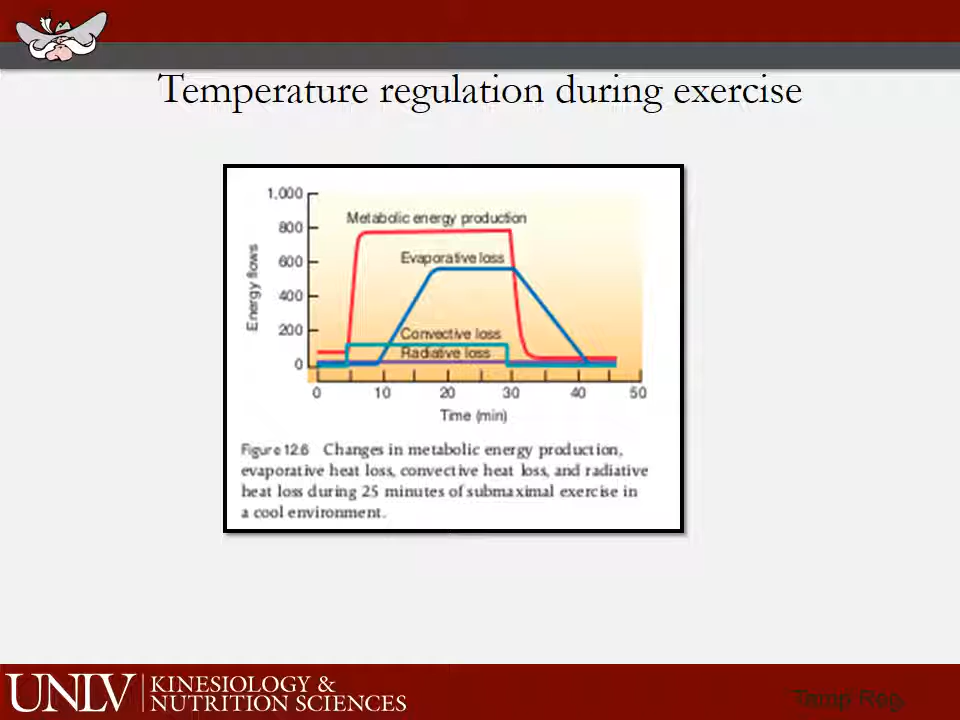 Temperature regulation during exercise
1,000
Metabolic energy production
800
Evaporative loss
600
Energy flows
400
200
Convective loss
Radiative loss
0
0 10 20 30 40 50
Time (min)
Figure 12.6 Changes in metabolic energy production,
evaporative heat loss, convective heat loss, and radiative
heat loss during 25 minutes of submaximal exercise in
a cool environment.
UNLV
KINESIOLOGY &
NUTRITION SCIENCES
Temp Reg.